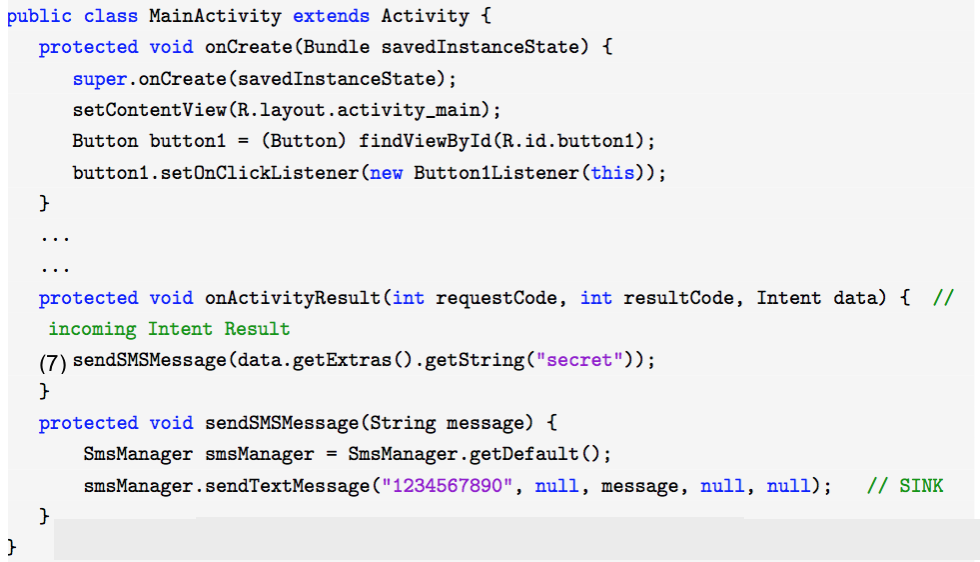 public class MainActivity extends Activity {
protected void onCreate(Bundle savedInstanceState) {
super.onCreate(savedInstanceState);
setContentView(R.layout.activity_main);
Button button1 = (Button) findViewById(R.id.button1);
button1.setOnClickListener(new Button1Listener(this));
}
...
...
protected void onActivityResult(int requestCode, int resultCode, Intent data) { //
incoming Intent Result
(7) sendSMSMessage(data.getExtras().getString("secret"));
}
protected void sendSMSMessage(String message) {
SmsManager smsManager = SmsManager.getDefault();
smsManager.sendTextMessage("1234567890", null, message, null, null); // SINK
}
}